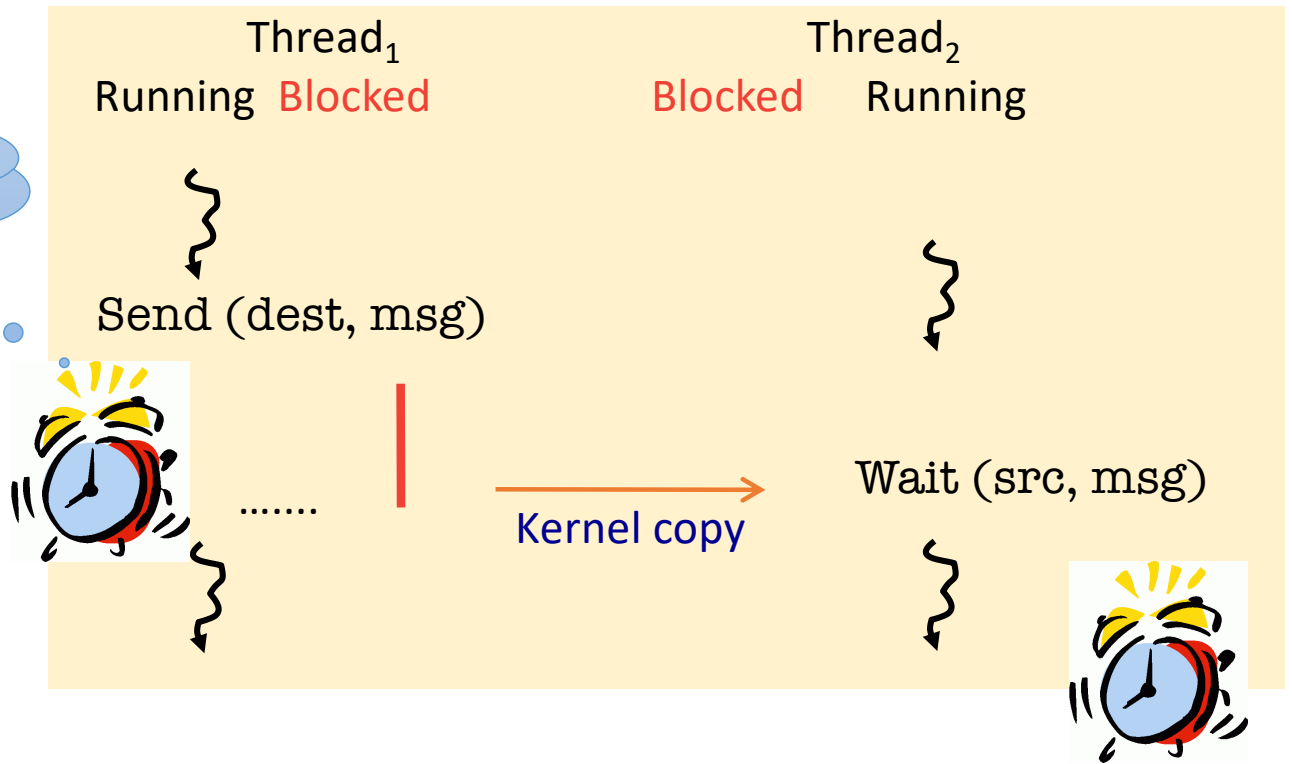 Thread₁ Thread₂
Running Blocked Blocked Running
Send (dest, msg)
Wait (src, msg)
.......
Kernel copy